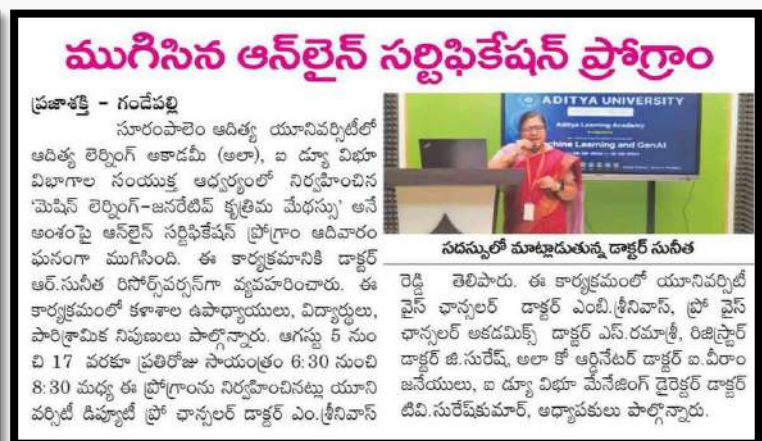 ముగిసిన ఆన్‌లైన్ సర్టిఫికేషన్ ప్రోగ్రాం
ప్రజాశక్తి - గండేపల్లి
సూరంపాలెం ఆదిత్య యూనివర్సిటీలో
ఆదిత్య లెర్నింగ్ అకాడమీ (అలా), ఐ డ్యూ విభూ
విభాగాల సంయుక్త ఆధ్వర్యంలో నిర్వహించిన
'మెషిన్ లెర్నింగ్-జనరేటివ్ కృత్రిమ మేథస్సు' అనే
అంశంపై ఆన్‌లైన్ సర్టిఫికేషన్ ప్రోగ్రాం ఆదివారం
ఘనంగా ముగిసింది. ఈ కార్యక్రమానికి డాక్టర్
ఆర్.సునీత రిసోర్స్‌పర్సన్‌గా వ్యవహరించారు. ఈ
కార్యక్రమంలో కళాశాల ఉపాధ్యాయులు, విద్యార్థులు,
పారిశ్రామిక నిపుణులు పాల్గొన్నారు. ఆగస్టు 5 నుం
చి 17 వరకూ ప్రతిరోజు సాయంత్రం 6:30 నుంచి
8:30 మధ్య ఈ ప్రోగ్రాంను నిర్వహించినట్లు యూని
వర్సిటీ డిప్యూటీ ప్రో ఛాన్సలర్ డాక్టర్ ఎం.శ్రీనివాస్
ADITYA UNIVERSITY
Aditya Learning Academy
chine Learning and GenAI
సదస్సులో మాట్లాడుతున్న డాక్టర్ సునీత
రెడ్డి తెలిపారు. ఈ కార్యక్రమంలో యూనివర్సిటీ
వైస్ ఛాన్సలర్ డాక్టర్ ఎంబి.శ్రీనివాస్, ప్రో వైస్
ఛాన్సలర్ అకడమిక్స్ డాక్టర్ ఎస్.రమాశ్రీ, రిజిస్ట్రార్
డాక్టర్ జి.సురేష్, అలా కో ఆర్డినేటర్ డాక్టర్ ఐ.వీరాం
జనేయులు, ఐ డ్యూ విభూ మేనేజింగ్ డైరెక్టర్ డాక్టర్
టివి.సురేష్‌కుమార్, అధ్యాపకులు పాల్గొన్నారు.